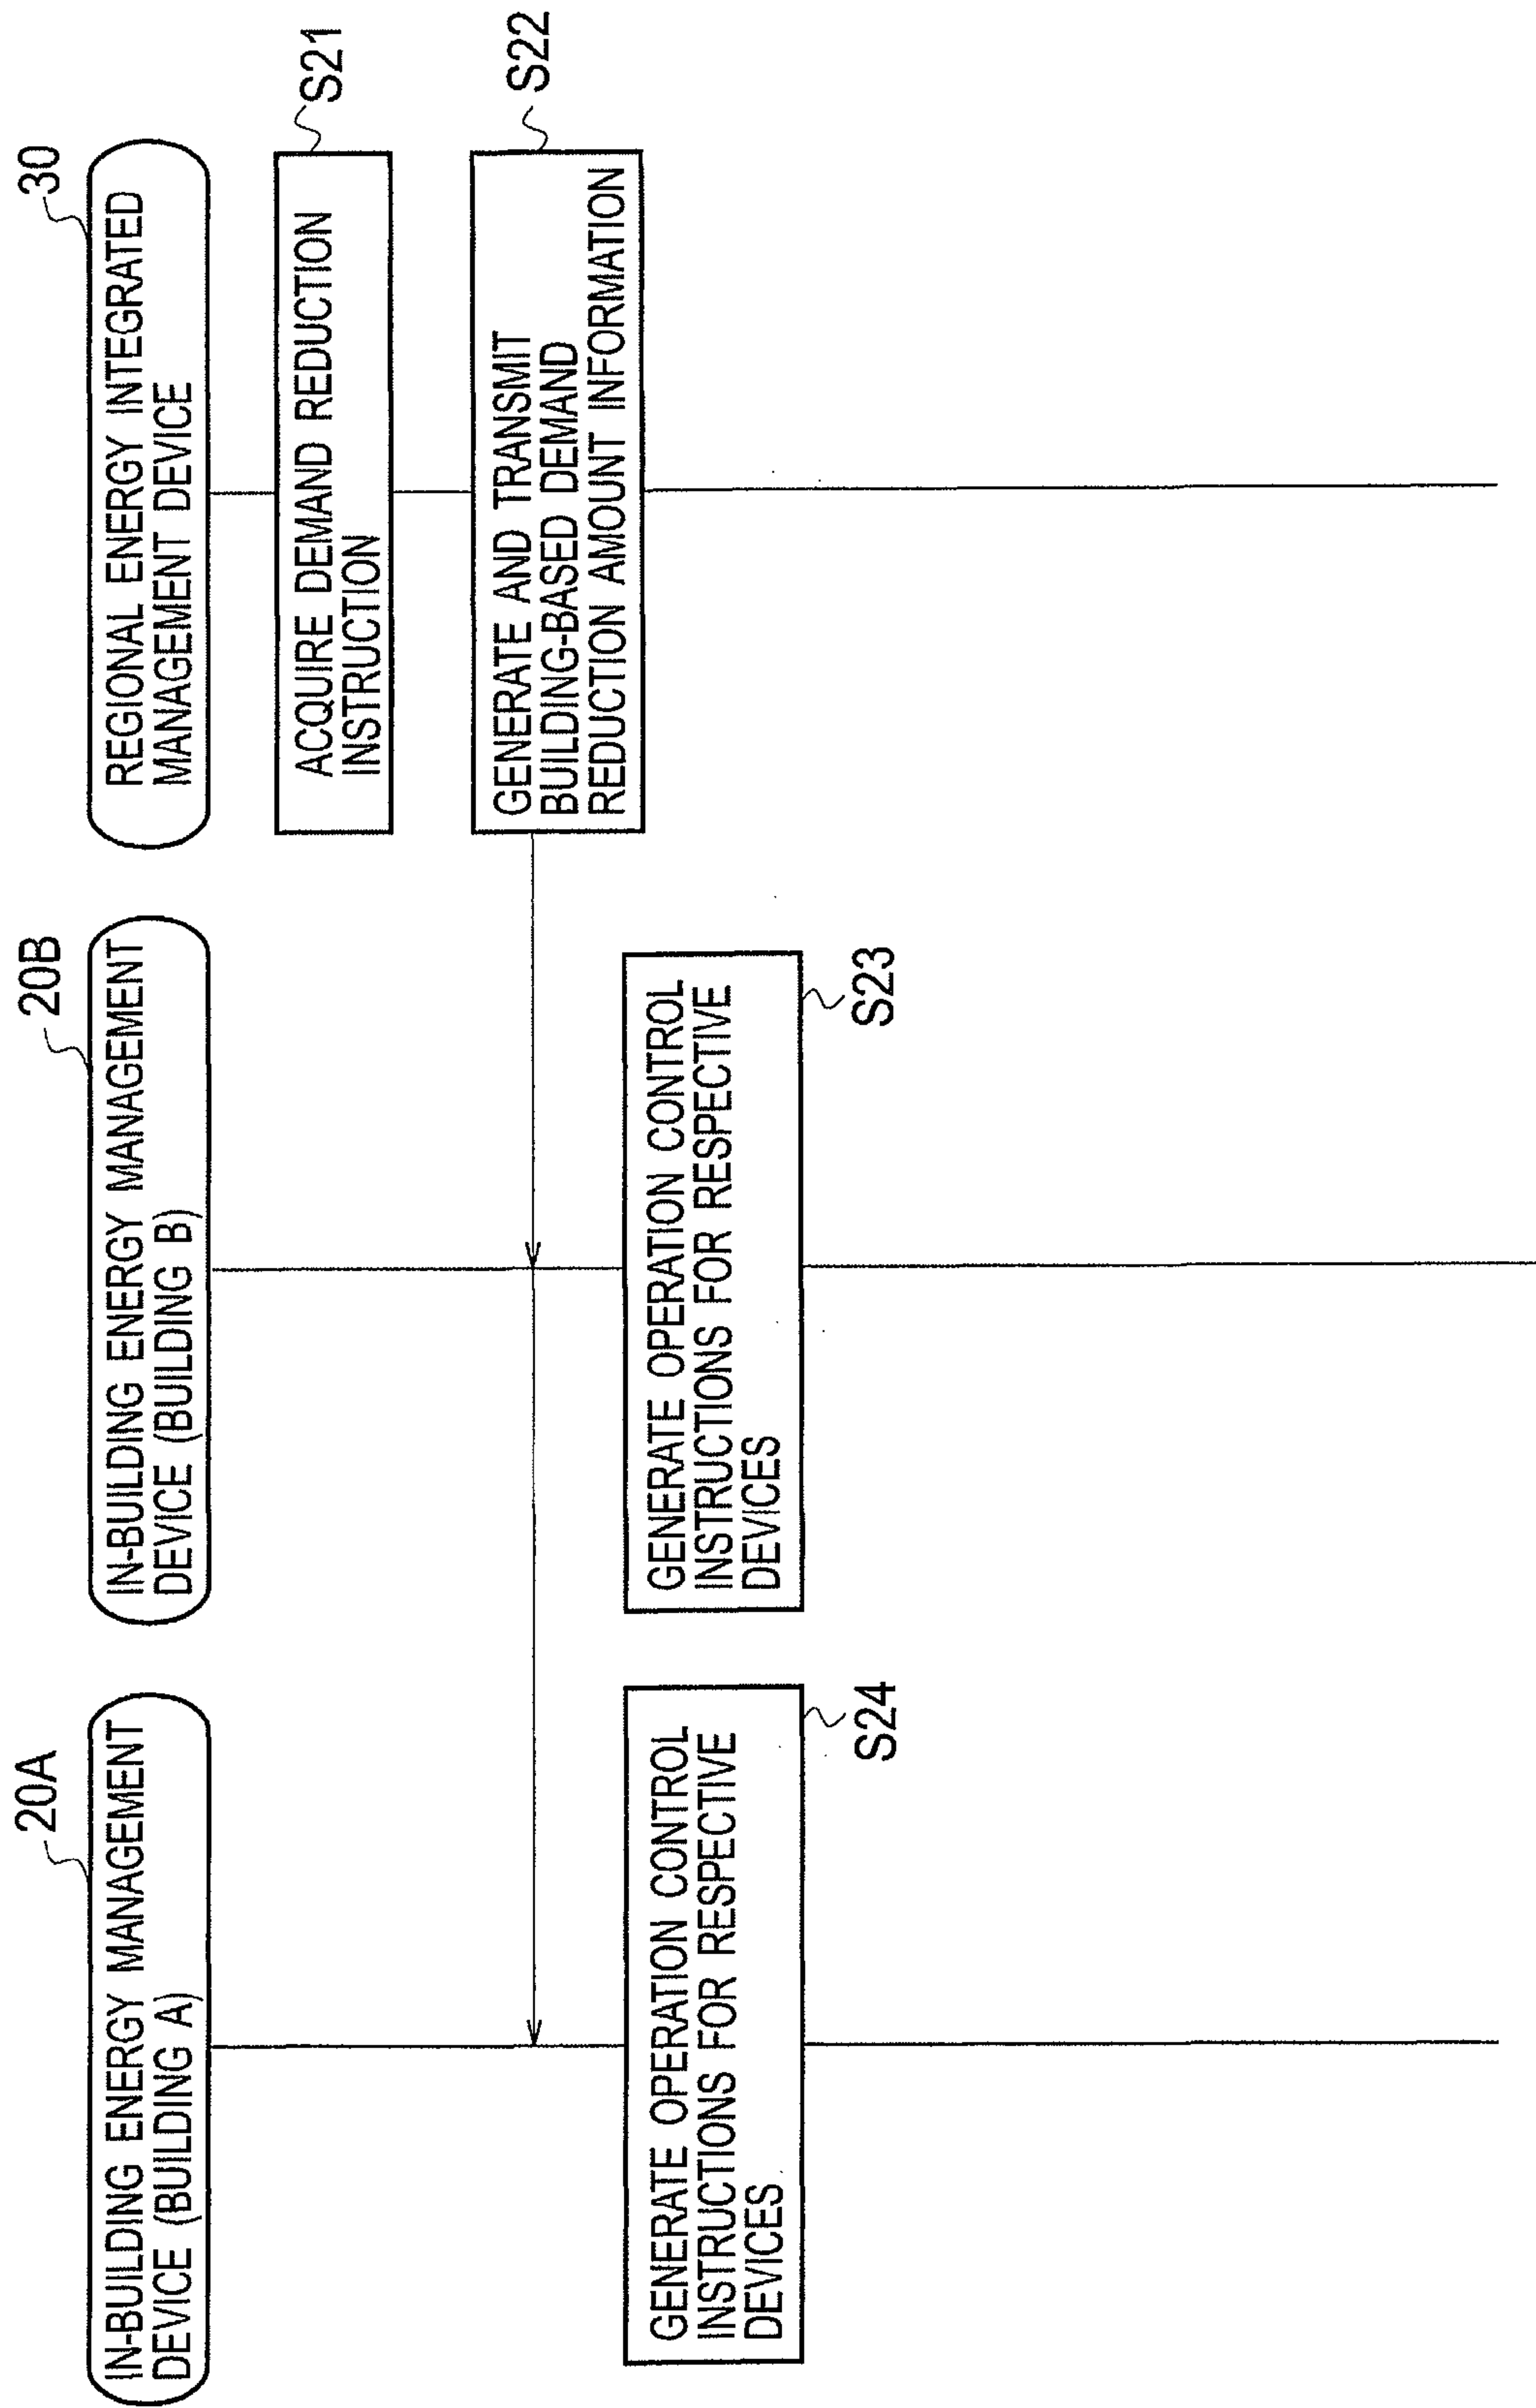 20A
IN-BUILDING ENERGY MANAGEMENT
DEVICE (BUILDING A)
20B
IN-BUILDING ENERGY MANAGEMENT
DEVICE (BUILDING B)
30
REGIONAL ENERGY INTEGRATED
MANAGEMENT DEVICE
ACQUIRE DEMAND REDUCTION
INSTRUCTION
S21
GENERATE AND TRANSMIT
BUILDING-BASED DEMAND
REDUCTION AMOUNT INFORMATION
S22
GENERATE OPERATION CONTROL
INSTRUCTIONS FOR RESPECTIVE
DEVICES
S24
GENERATE OPERATION CONTROL
INSTRUCTIONS FOR RESPECTIVE
DEVICES
S23